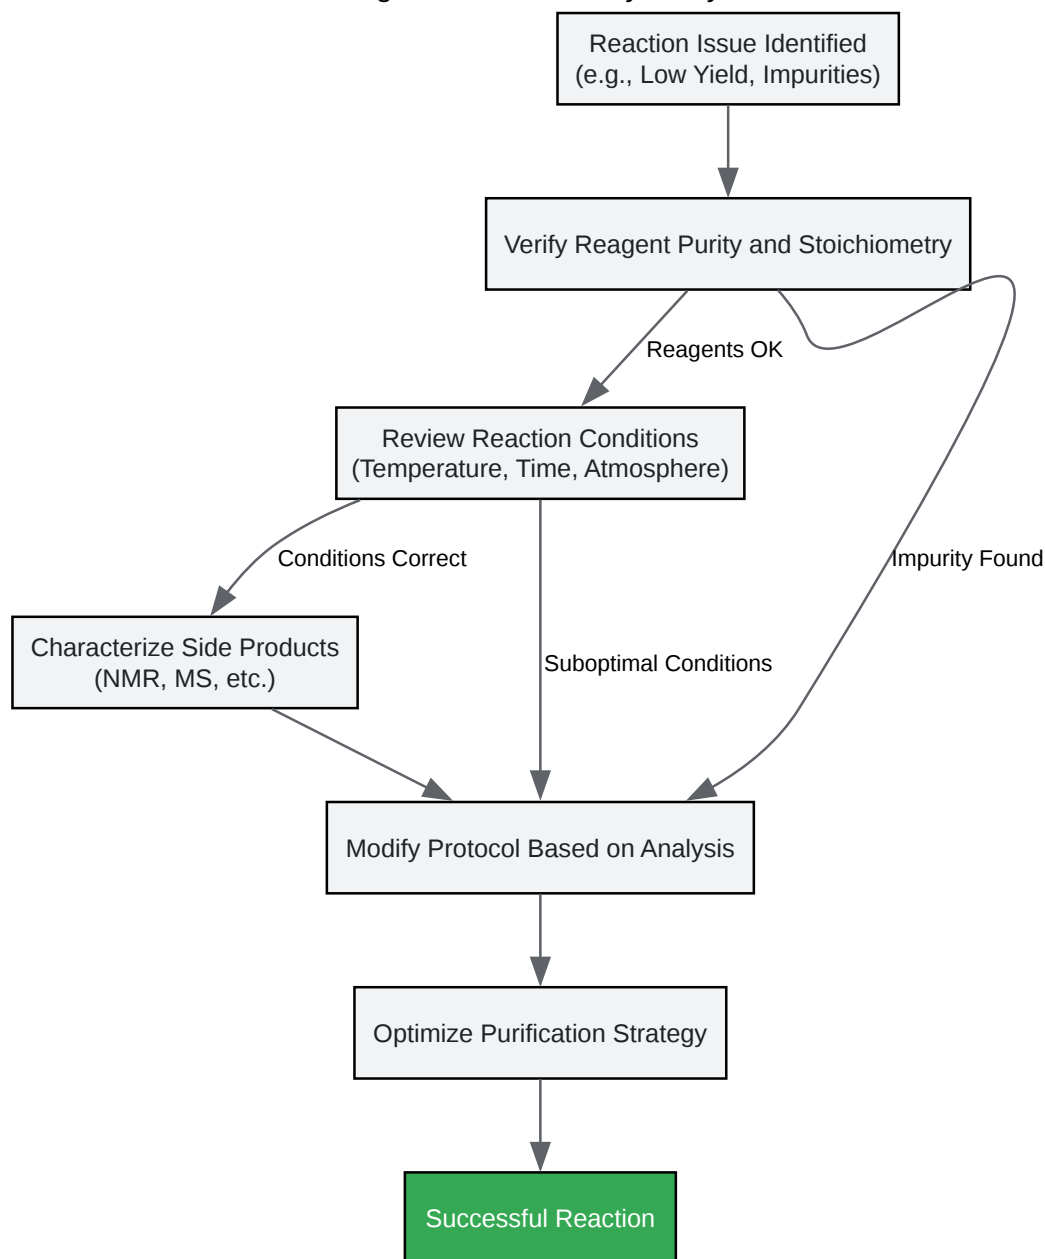 Reaction Issue Identified
(e.g., Low Yield, Impurities)
Verify Reagent Purity and Stoichiometry
Reagents OK
Review Reaction Conditions
(Temperature, Time, Atmosphere)
Conditions Correct
Impurity Found
Characterize Side Products
(NMR, MS, etc.)
Suboptimal Conditions
Modify Protocol Based on Analysis
Optimize Purification Strategy
Successful Reaction